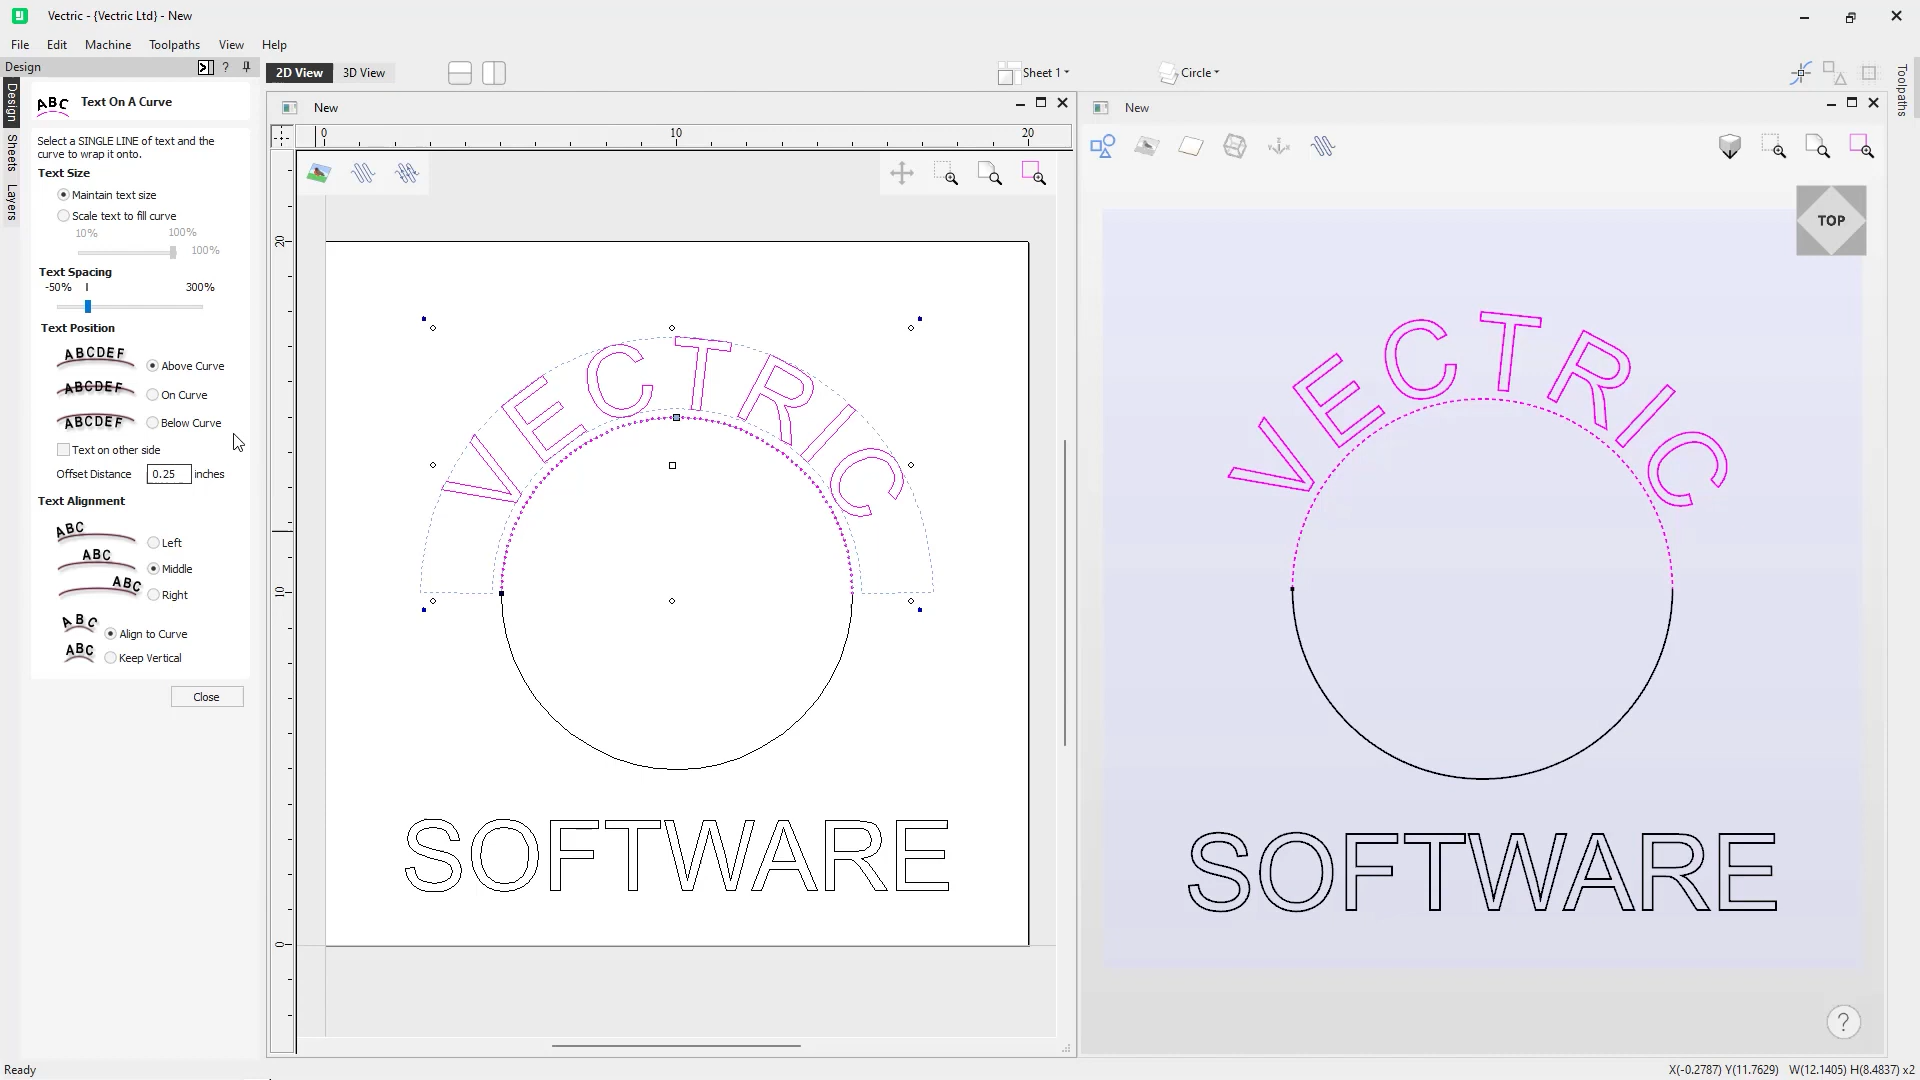 Vectric - {Vectric Ltd} - New
File Edit Machine Toolpaths View Help
Design ?
2D View 3D View
Sheet 1
Circle
Design
Sheets
Layers
Text On A Curve
Select a SINGLE LINE of text and the
curve to wrap it onto.
Text Size
Maintain text size
Scale text to fill curve
10% 100%
100%
Text Spacing
-50% 300%
Text Position
ABCDEF Above Curve
ABCDEF On Curve
ABCDEF Below Curve
Text on other side
Offset Distance 0.25 inches
Text Alignment
ABC Left
ABC Middle
ABC Right
ABC Align to Curve
ABC Keep Vertical
Close
New
0 10 20
20
10
0
VECTRIC
SOFTWARE
New
TOP
VECTRIC
SOFTWARE
?
Toolpaths
Ready
X(-0.2787) Y(11.7629) W(12.1405) H(8.4837) x2